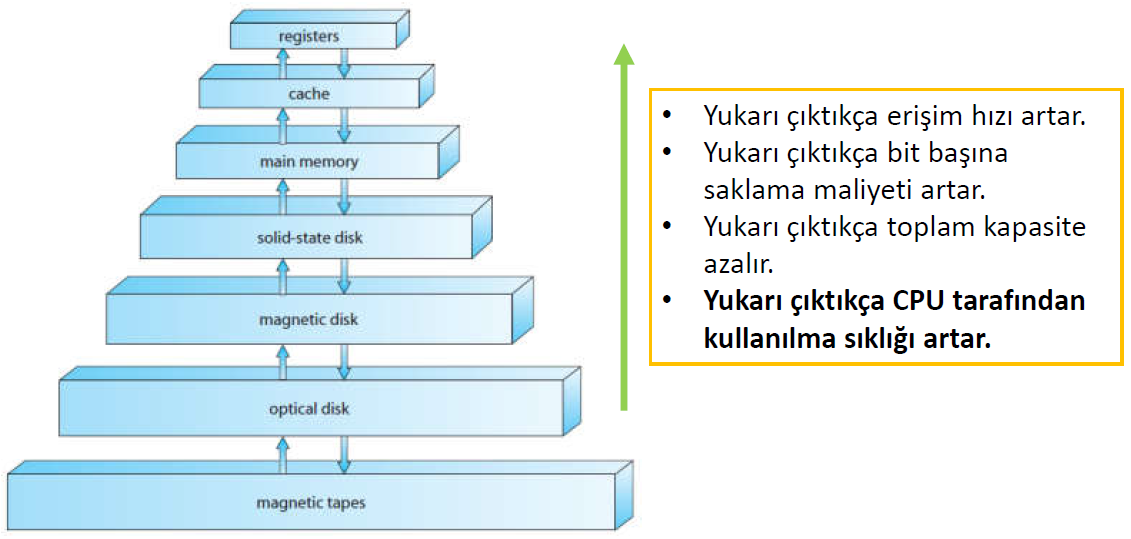 registers
cache
main memory
solid-state disk
magnetic disk
optical disk
magnetic tapes
• Yukarı çıktıkça erişim hızı artar.
• Yukarı çıktıkça bit başına
saklama maliyeti artar.
• Yukarı çıktıkça toplam kapasite
azalır.
• Yukarı çıktıkça CPU tarafından
kullanılma sıklığı artar.